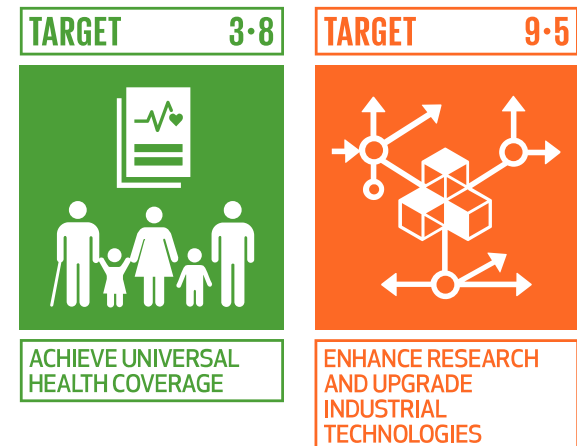 TARGET 3·8
ACHIEVE UNIVERSAL
HEALTH COVERAGE
TARGET 9·5
ENHANCE RESEARCH
AND UPGRADE
INDUSTRIAL
TECHNOLOGIES